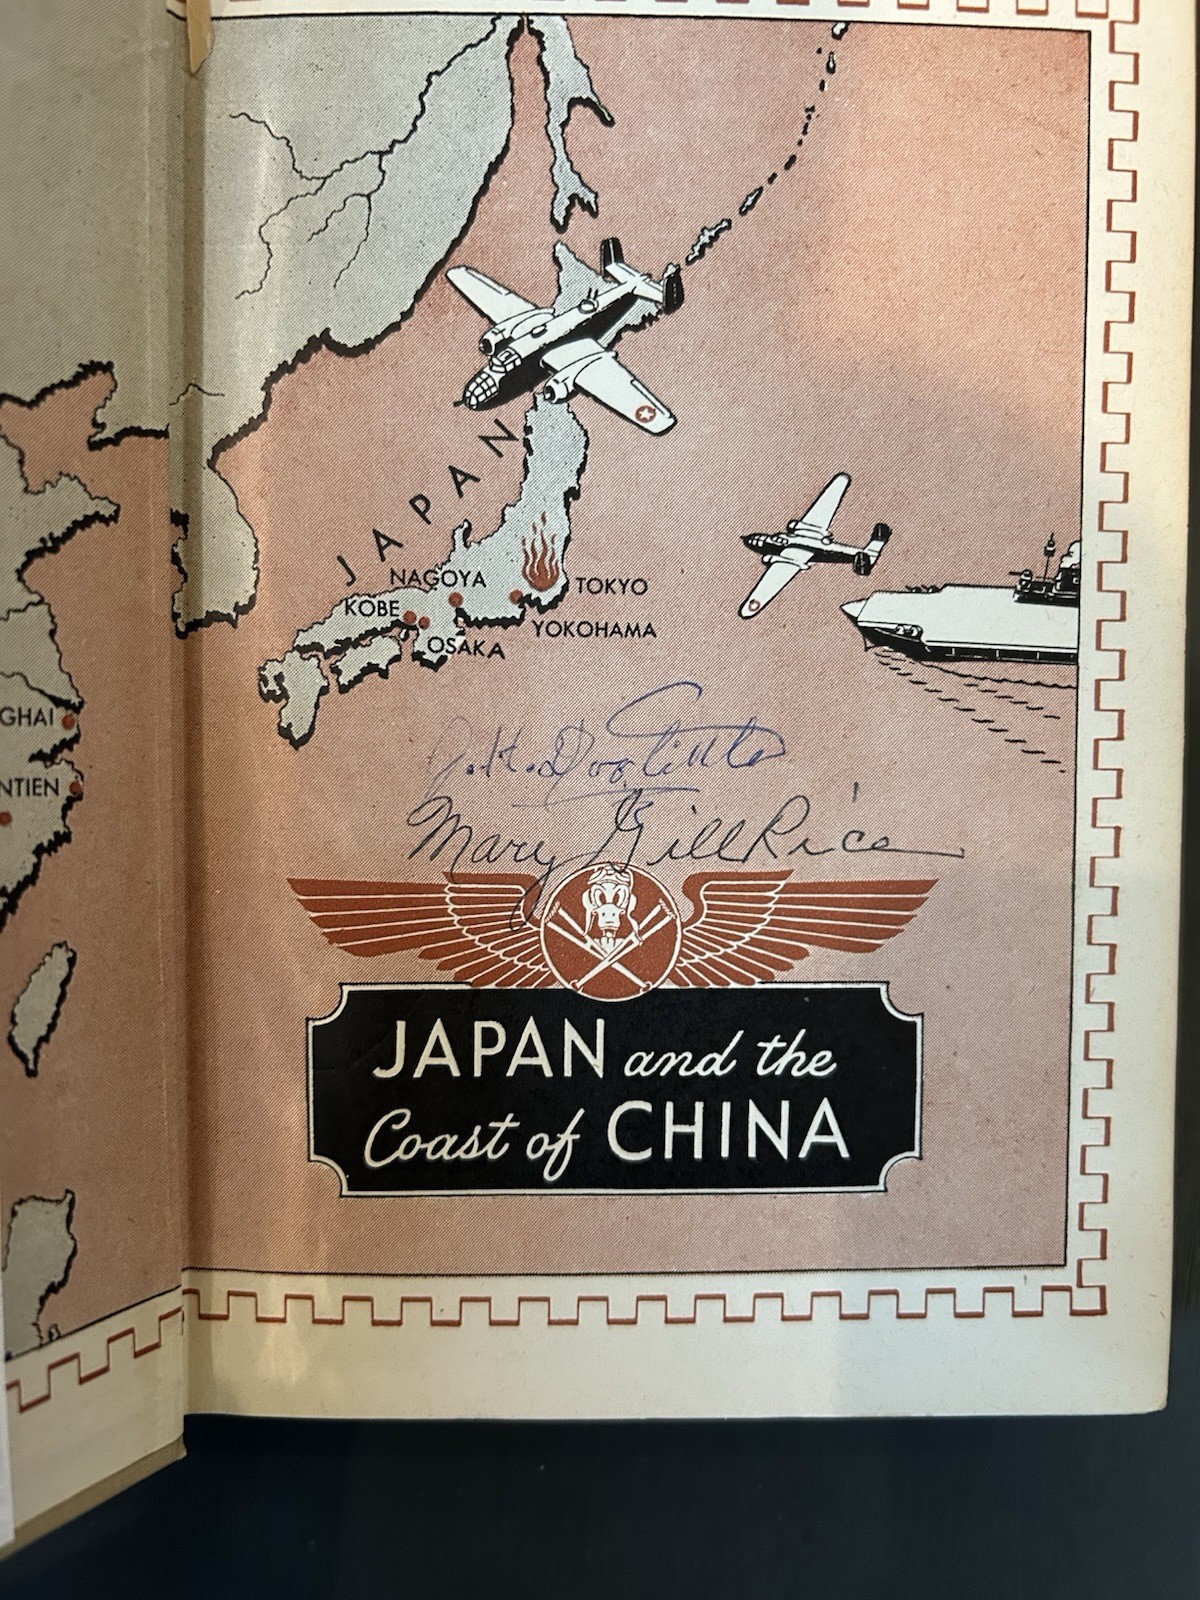 JAPAN
NAGOYA
TOKYO
KOBE
YOKOHAMA
OSAKA
GHAI
NTIEN
J.H. Doolittle
Mary Gill Rice
JAPAN and the
Coast of CHINA